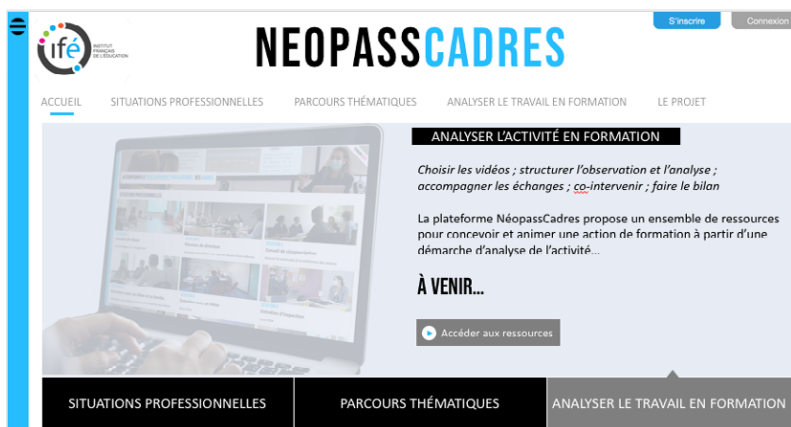 S'inscrire
Connexion
ifé
INSTITUT
FRANÇAIS
DE L'ÉDUCATION
NEOPASSCADRES
ACCUEIL
SITUATIONS PROFESSIONNELLES
PARCOURS THÉMATIQUES
ANALYSER LE TRAVAIL EN FORMATION
LE PROJET
ANALYSER L'ACTIVITÉ EN FORMATION
Choisir les vidéos ; structurer l'observation et l'analyse ;
accompagner les échanges ; co-intervenir ; faire le bilan
La plateforme NéopassCadres propose un ensemble de ressources
pour concevoir et animer une action de formation à partir d'une
démarche d'analyse de l'activité...
À VENIR...
Accéder aux ressources
SITUATIONS PROFESSIONNELLES
PARCOURS THÉMATIQUES
ANALYSER LE TRAVAIL EN FORMATION